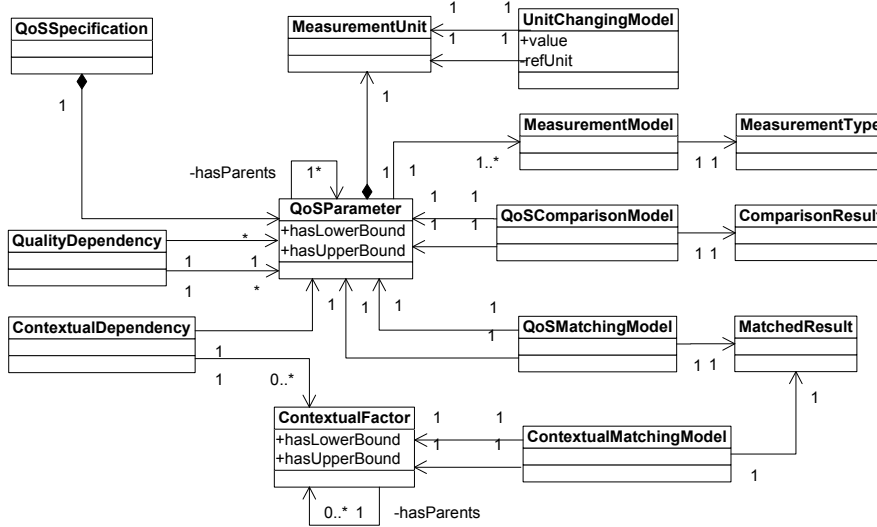 QoSSpecification
MeasurementUnit
UnitChangingModel
+value
-refUnit
1 1
1 1
1
1
MeasurementModel
MeasurementType
1..*
1 1
-hasParents
1*
1
1
QoSParameter
+hasLowerBound
+hasUpperBound
QoSComparisonModel
ComparisonResult
1 1
1 1
1 1
QualityDependency
*
1 1
1 *
ContextualDependency
1
1
1
1
1
QoSMatchingModel
MatchedResult
1 1
1
1
0..*
ContextualFactor
+hasLowerBound
+hasUpperBound
ContextualMatchingModel
1 1
1 1
1
1
0..* 1
-hasParents